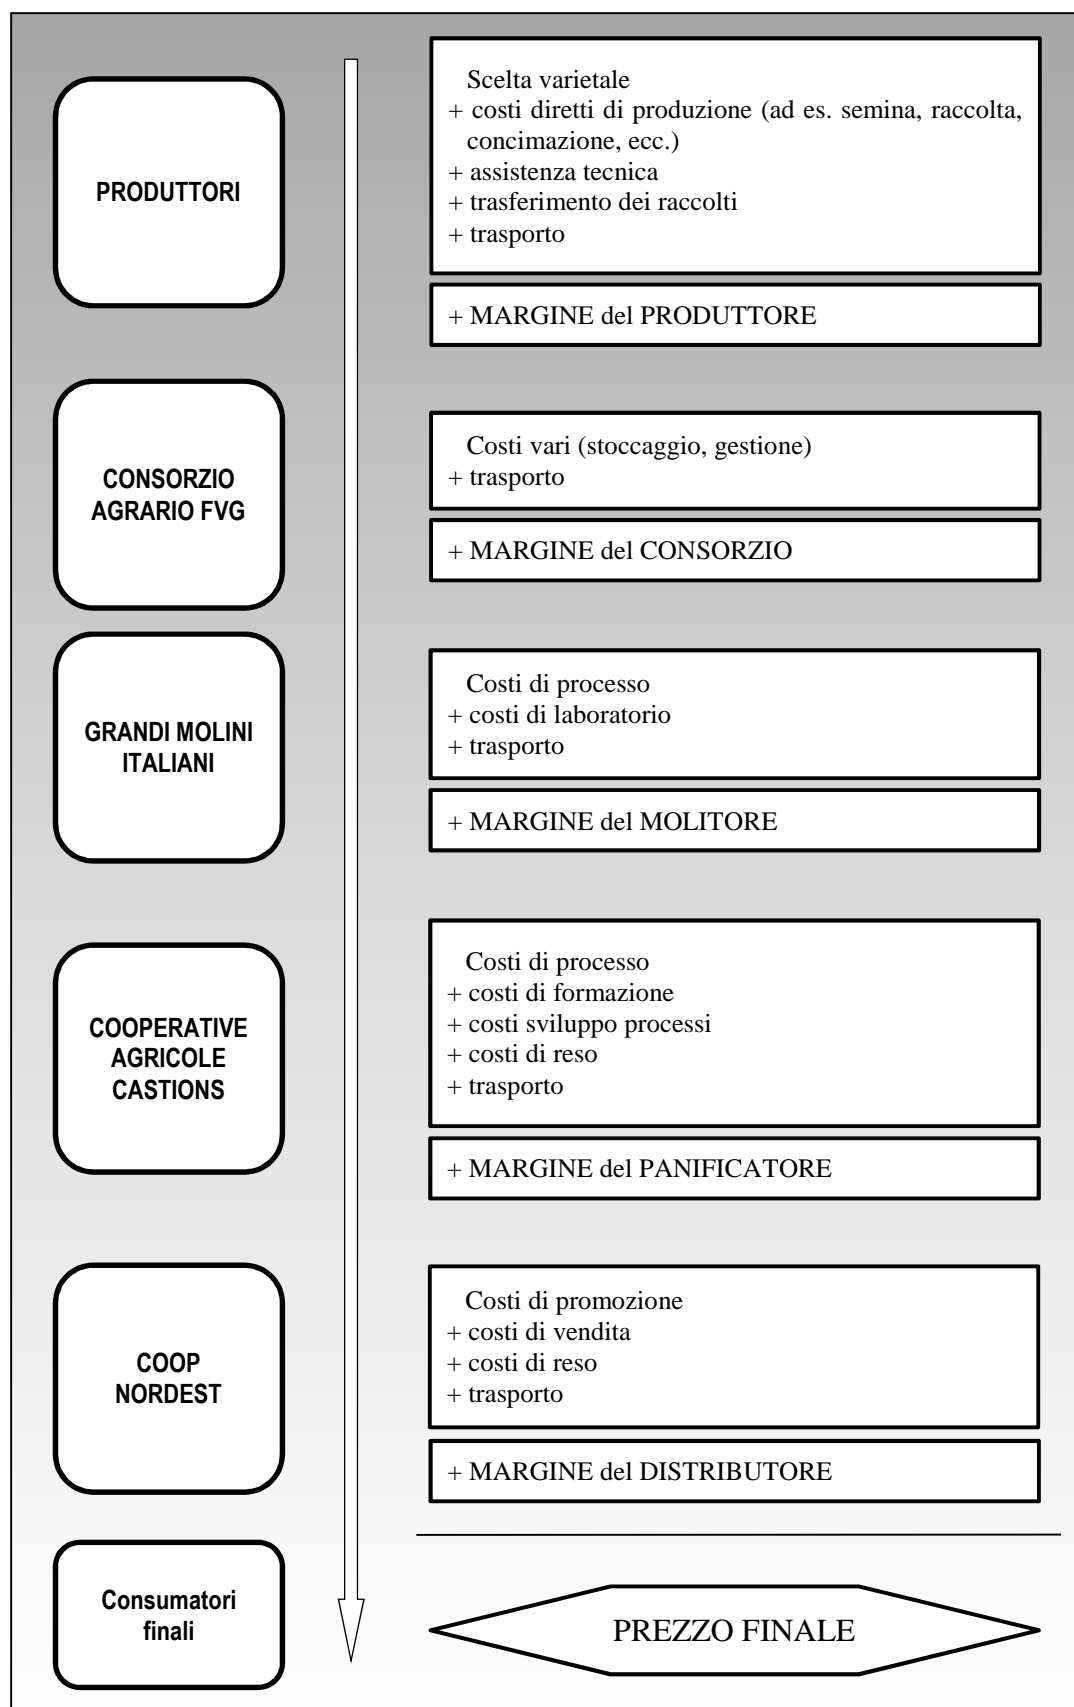 PRODUTTORI
Scelta varietale
+ costi diretti di produzione (ad es. semina, raccolta,
concimazione, ecc.)
+ assistenza tecnica
+ trasferimento dei raccolti
+ trasporto
+ MARGINE del PRODUTTORE
CONSORZIO
AGRARIO FVG
Costi vari (stoccaggio, gestione)
+ trasporto
+ MARGINE del CONSORZIO
GRANDI MOLINI
ITALIANI
Costi di processo
+ costi di laboratorio
+ trasporto
+ MARGINE del MOLITORE
COOPERATIVE
AGRICOLE
CASTIONS
Costi di processo
+ costi di formazione
+ costi sviluppo processi
+ costi di reso
+ trasporto
+ MARGINE del PANIFICATORE
COOP
NORDEST
Costi di promozione
+ costi di vendita
+ costi di reso
+ trasporto
+ MARGINE del DISTRIBUTORE
Consumatori
finali
PREZZO FINALE